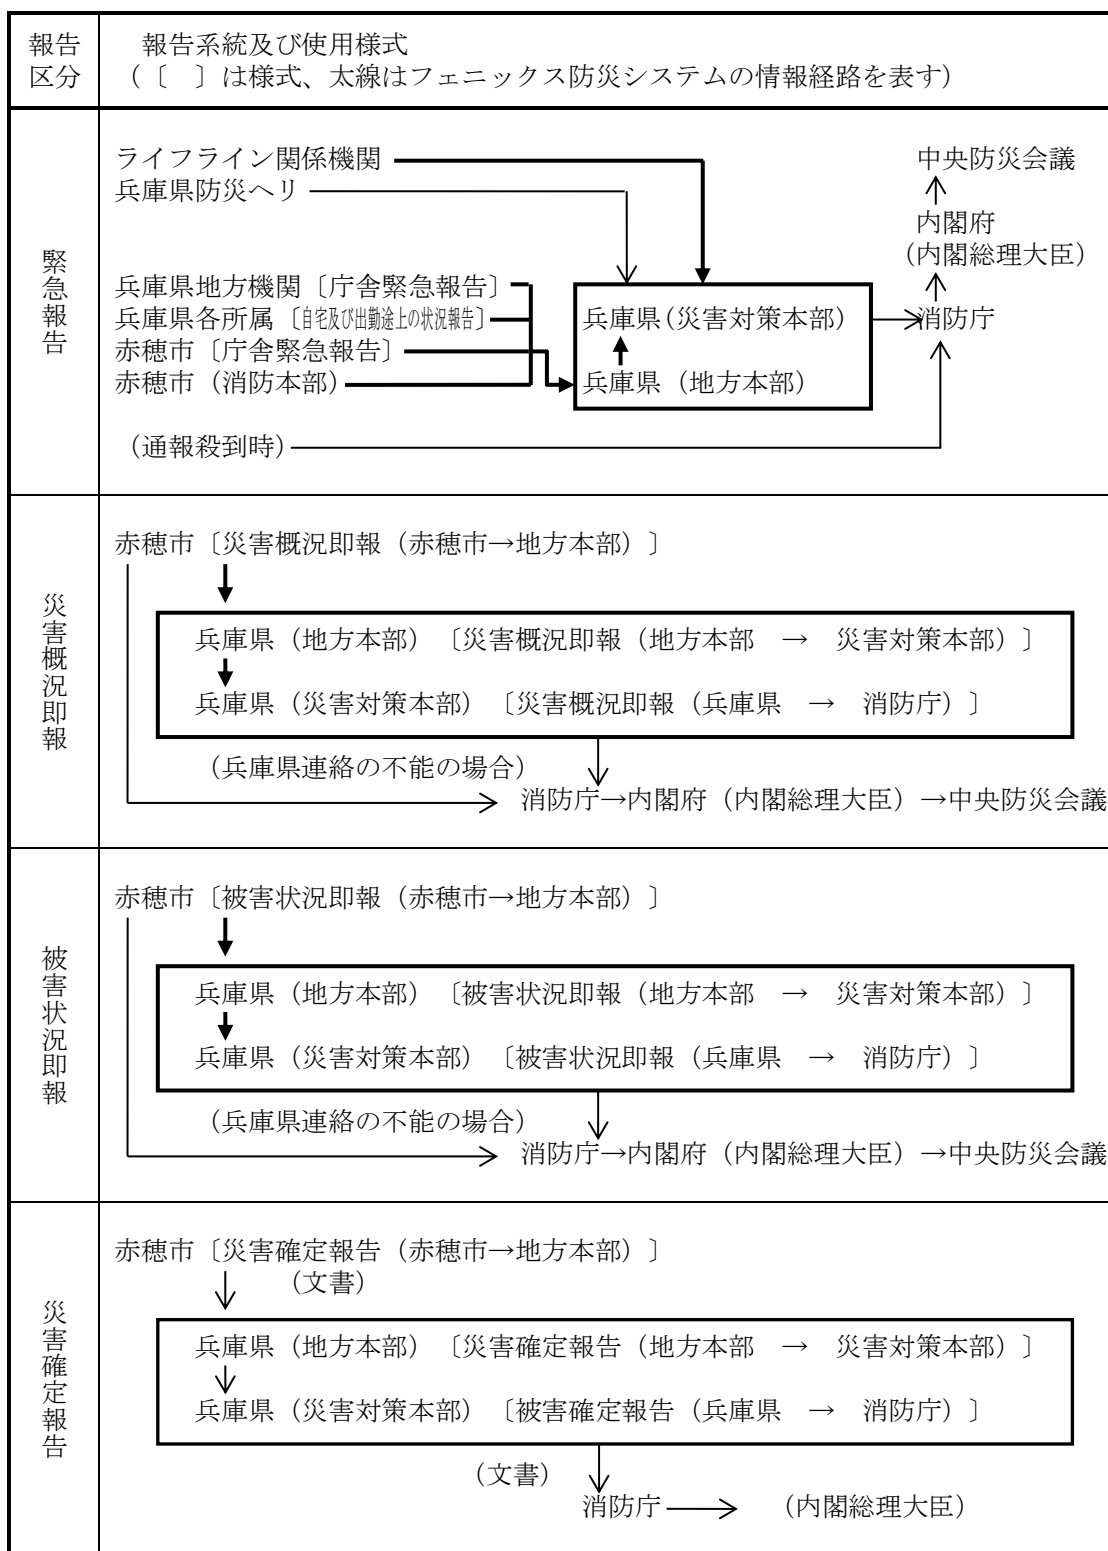 報告
区分
報告系統及び使用様式
(〔　〕は様式、太線はフェニックス防災システムの情報経路を表す)
緊急報告
ライフライン関係機関
兵庫県防災ヘリ
兵庫県地方機関〔庁舎緊急報告〕
兵庫県各所属〔自宅及び出勤途上の状況報告〕
赤穂市〔庁舎緊急報告〕
赤穂市（消防本部）
（通報殺到時）
兵庫県(災害対策本部)
兵庫県（地方本部）
中央防災会議
内閣府
（内閣総理大臣）
消防庁
災害概況即報
赤穂市〔災害概況即報（赤穂市→地方本部）〕
兵庫県（地方本部）〔災害概況即報（地方本部　→　災害対策本部）〕
兵庫県（災害対策本部）〔災害概況即報（兵庫県　→　消防庁）〕
（兵庫県連絡の不能の場合）
消防庁→内閣府（内閣総理大臣）→中央防災会議
被害状況即報
赤穂市〔被害状況即報（赤穂市→地方本部）〕
兵庫県（地方本部）〔被害状況即報（地方本部　→　災害対策本部）〕
兵庫県（災害対策本部）〔被害状況即報（兵庫県　→　消防庁）〕
（兵庫県連絡の不能の場合）
消防庁→内閣府（内閣総理大臣）→中央防災会議
災害確定報告
赤穂市〔災害確定報告（赤穂市→地方本部）〕
（文書）
兵庫県（地方本部）〔災害確定報告（地方本部　→　災害対策本部）〕
兵庫県（災害対策本部）〔被害確定報告（兵庫県　→　消防庁）〕
（文書）
消防庁　→　（内閣総理大臣）